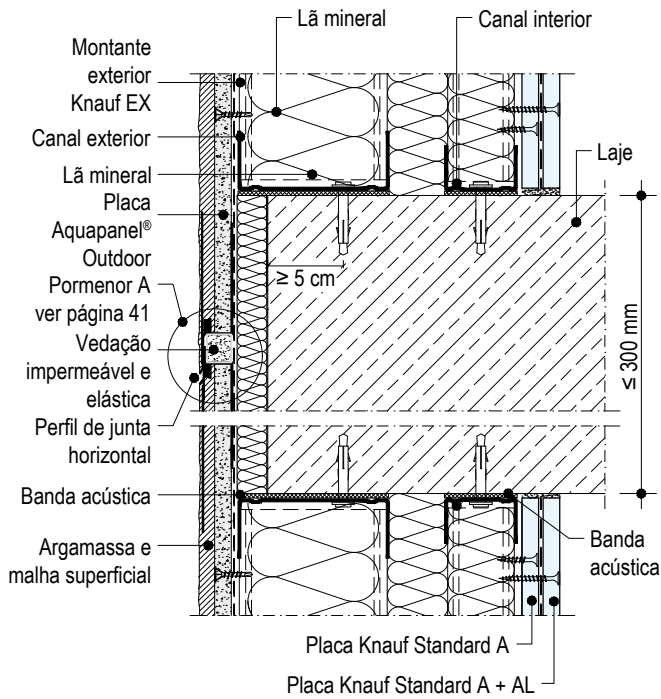 Lã mineral
Canal interior
Montante
exterior
Knauf EX
Canal exterior
Lã mineral
Placa
Aquapanel®
Outdoor
Pormenor A
ver página 41
Vedação
impermeável e
elástica
Perfil de junta
horizontal
Banda acústica
Argamassa e
malha superficial
Laje
≥ 5 cm
≤ 300 mm
Banda
acústica
Placa Knauf Standard A
Placa Knauf Standard A + AL